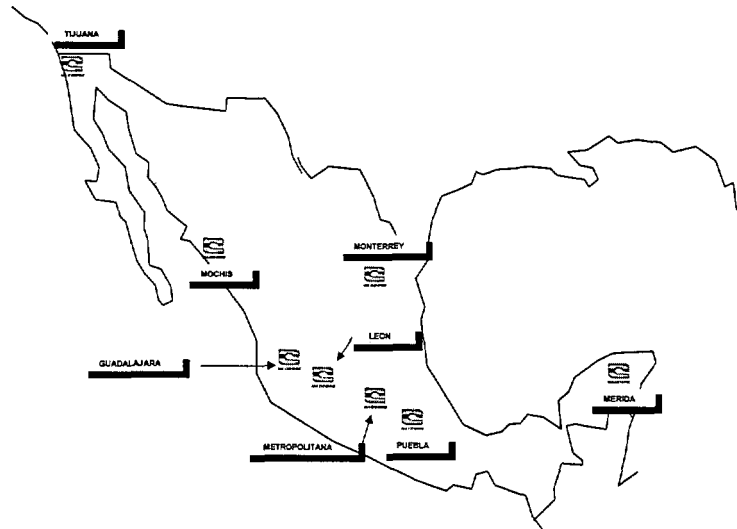 TIJUANA
MONTERREY
MOCHIS
LEON
GUADALAJARA
MERIDA
METROPOLITANA
PUEBLA